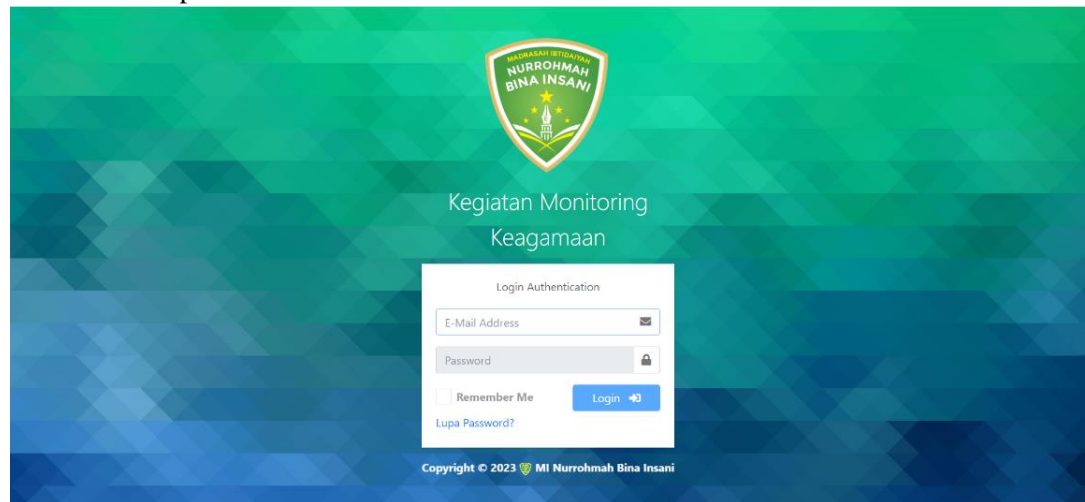 MADRASAH IBTIDAIYAH
NURROHMAH
BINA INSANI
Kegiatan Monitoring
Keagamaan
Login Authentication
E-Mail Address
Password
Remember Me
Login
Lupa Password?
Copyright © 2023 MI Nurrohmah Bina Insani